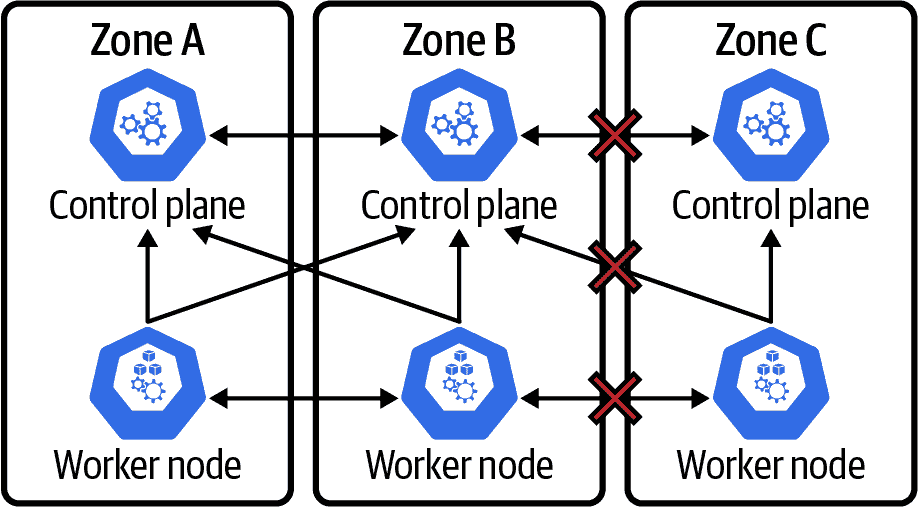 Zone A
Zone B
Zone C
Control plane
Control plane
Control plane
Worker node
Worker node
Worker node